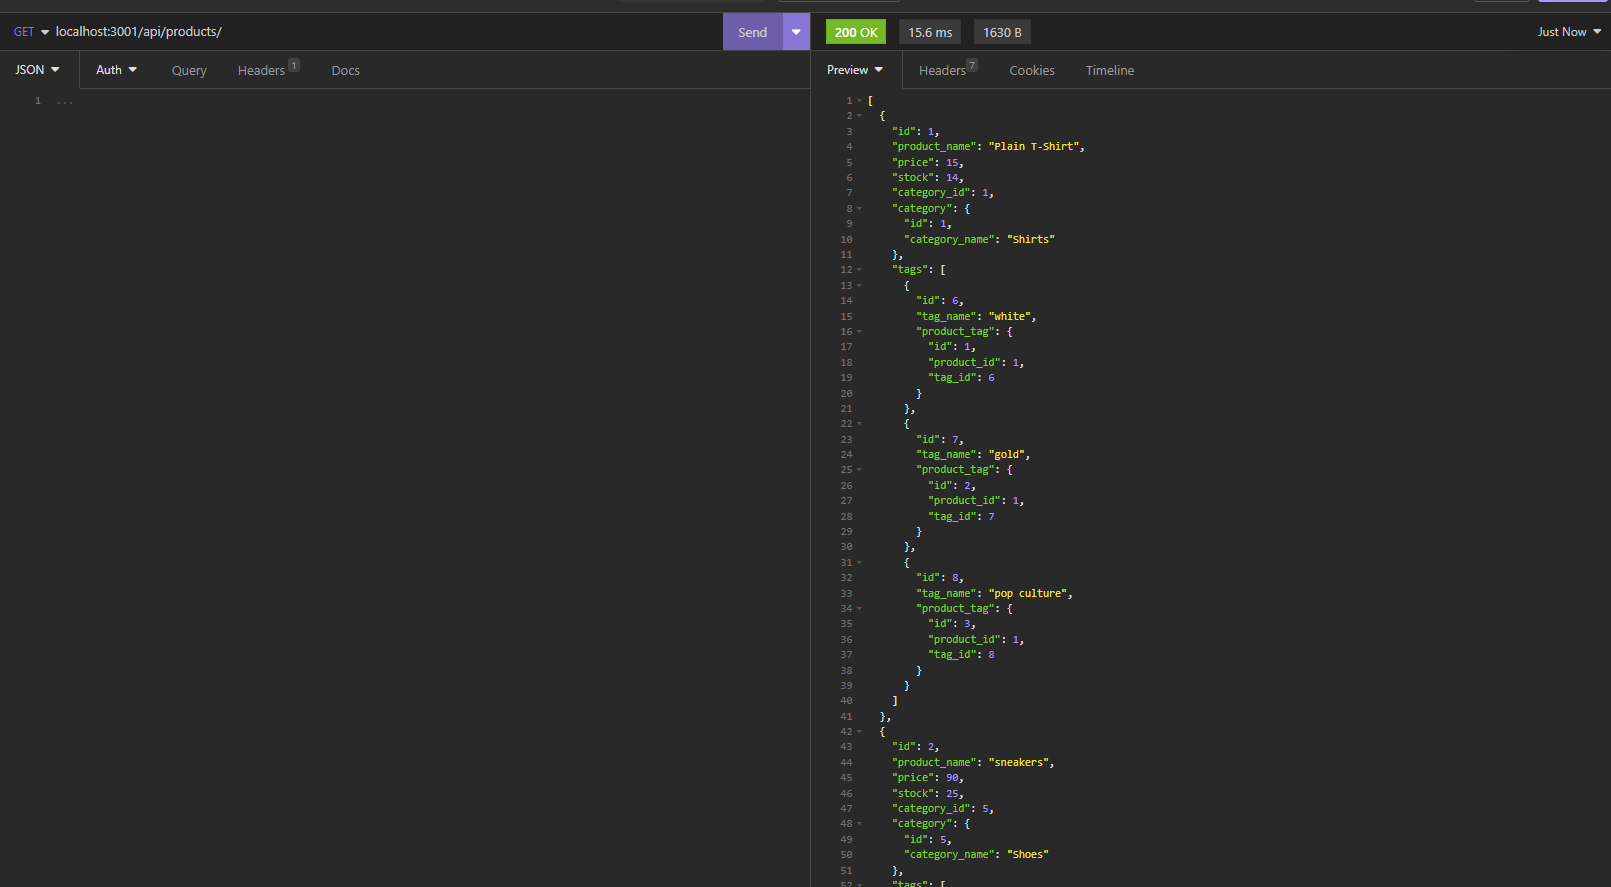 GET localhost:3001/api/products/ Send 200 OK 15.6 ms 1630 B Just Now
JSON Auth Query Headers 1 Docs Preview Headers 7 Cookies Timeline
1 ...
1 [
2 {
3 "id": 1,
4 "product_name": "Plain T-Shirt",
5 "price": 15,
6 "stock": 14,
7 "category_id": 1,
8 "category": {
9 "id": 1,
10 "category_name": "Shirts"
11 },
12 "tags": [
13 {
14 "id": 6,
15 "tag_name": "white",
16 "product_tag": {
17 "id": 1,
18 "product_id": 1,
19 "tag_id": 6
20 }
21 },
22 {
23 "id": 7,
24 "tag_name": "gold",
25 "product_tag": {
26 "id": 2,
27 "product_id": 1,
28 "tag_id": 7
29 }
30 },
31 {
32 "id": 8,
33 "tag_name": "pop culture",
34 "product_tag": {
35 "id": 3,
36 "product_id": 1,
37 "tag_id": 8
38 }
39 }
40 ]
41 },
42 {
43 "id": 2,
44 "product_name": "sneakers",
45 "price": 90,
46 "stock": 25,
47 "category_id": 5,
48 "category": {
49 "id": 5,
50 "category_name": "Shoes"
51 },
52 "tags": [